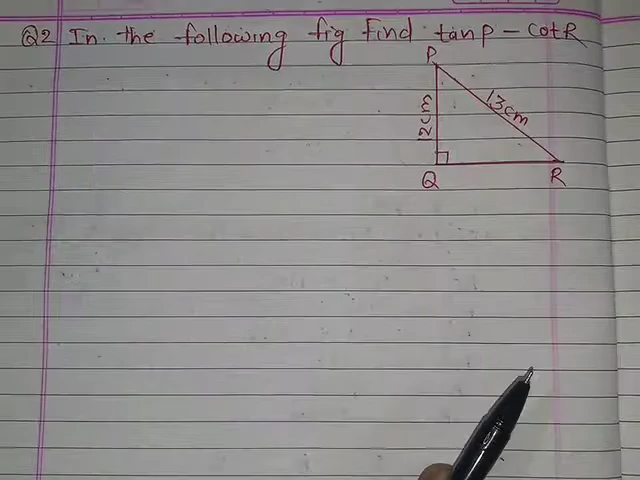 Q2 In. the following fig Find tanP - cotR
P
12cm
13cm
Q
R